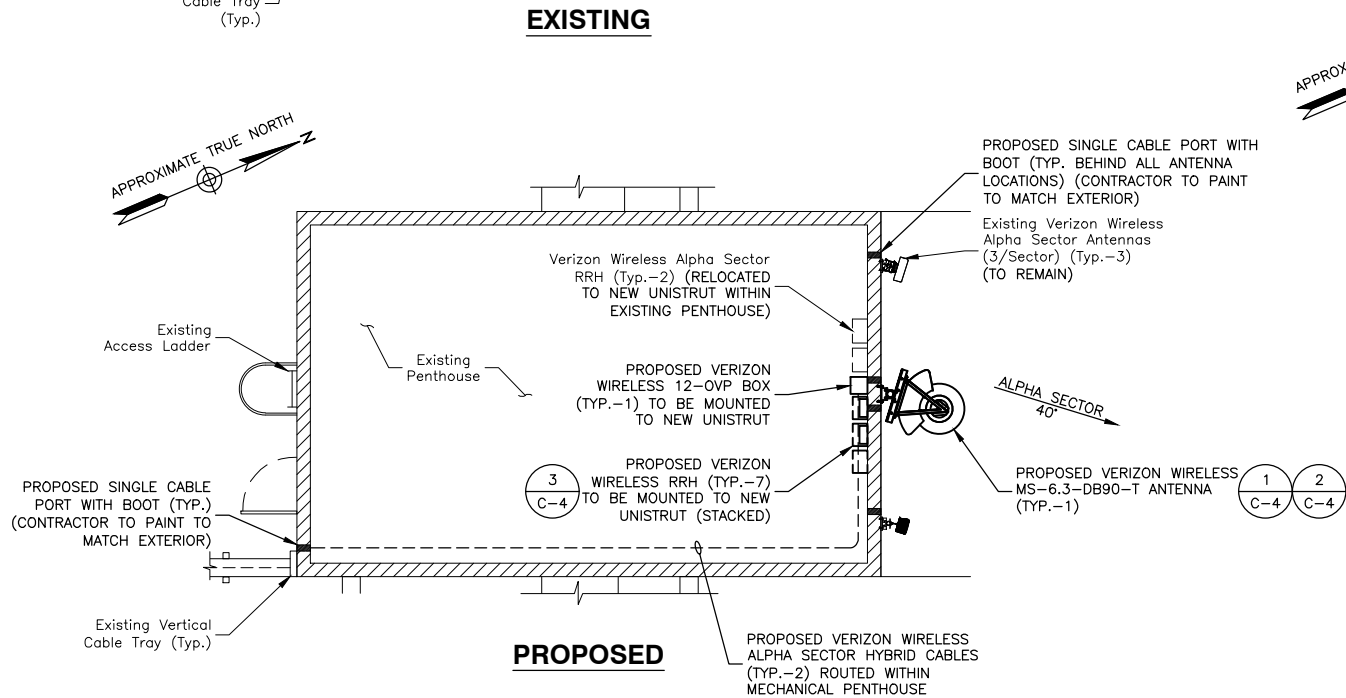 Cable Tray
(Typ.)
EXISTING
APPROX
APPROXIMATE TRUE NORTH
N
PROPOSED SINGLE CABLE PORT WITH
BOOT (TYP. BEHIND ALL ANTENNA
LOCATIONS) (CONTRACTOR TO PAINT
TO MATCH EXTERIOR)
Existing Verizon Wireless
Alpha Sector Antennas
(3/Sector) (Typ.-3)
(TO REMAIN)
Verizon Wireless Alpha Sector
RRH (Typ.-2) (RELOCATED
TO NEW UNISTRUT WITHIN
EXISTING PENTHOUSE)
Existing
Access Ladder
Existing
Penthouse
PROPOSED VERIZON
WIRELESS 12-OVP BOX
(TYP.-1) TO BE MOUNTED
TO NEW UNISTRUT
ALPHA SECTOR
40°
PROPOSED VERIZON
WIRELESS RRH (TYP.-7)
TO BE MOUNTED TO NEW
UNISTRUT (STACKED)
3
C-4
PROPOSED VERIZON WIRELESS
MS-6.3-DB90-T ANTENNA
(TYP.-1)
1
C-4
2
C-4
PROPOSED SINGLE CABLE
PORT WITH BOOT (TYP.)
(CONTRACTOR TO PAINT TO
MATCH EXTERIOR)
Existing Vertical
Cable Tray (Typ.)
PROPOSED
PROPOSED VERIZON WIRELESS
ALPHA SECTOR HYBRID CABLES
(TYP.-2) ROUTED WITHIN
MECHANICAL PENTHOUSE